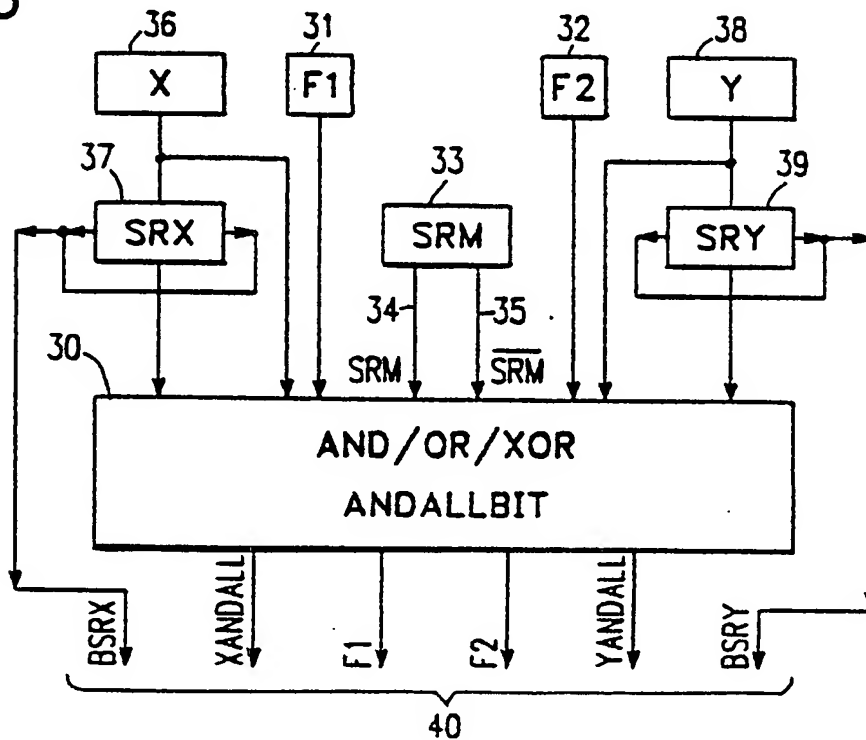 36
31
32
38
X
F1
F2
Y
37
33
39
SRX
SRM
SRY
34
35
30
SRM
S̅R̅M̅
AND/OR/XOR
ANDALLBIT
BSRX
XANDALL
F1
F2
YANDALL
BSRY
40